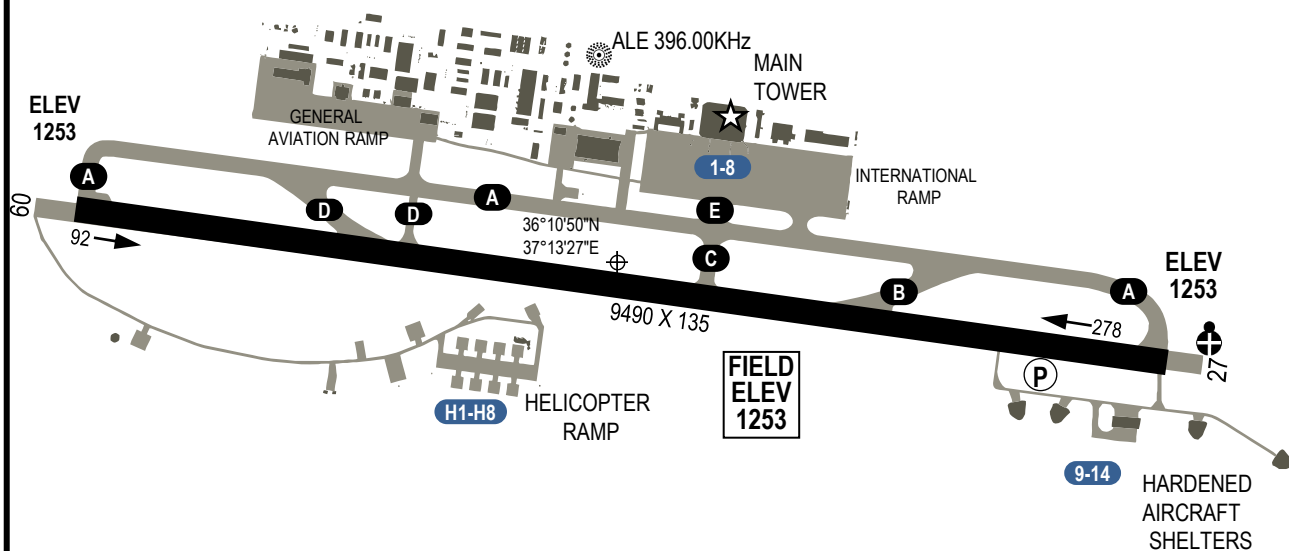 ALE 396.00KHz
MAIN
TOWER
ELEV
1253
GENERAL
AVIATION RAMP
1-8
INTERNATIONAL
RAMP
A
60
92
D
D
A
E
36°10'50"N
37°13'27"E
C
B
A
ELEV
1253
278
27
9490 X 135
P
FIELD
ELEV
1253
H1-H8
HELICOPTER
RAMP
9-14
HARDENED
AIRCRAFT
SHELTERS